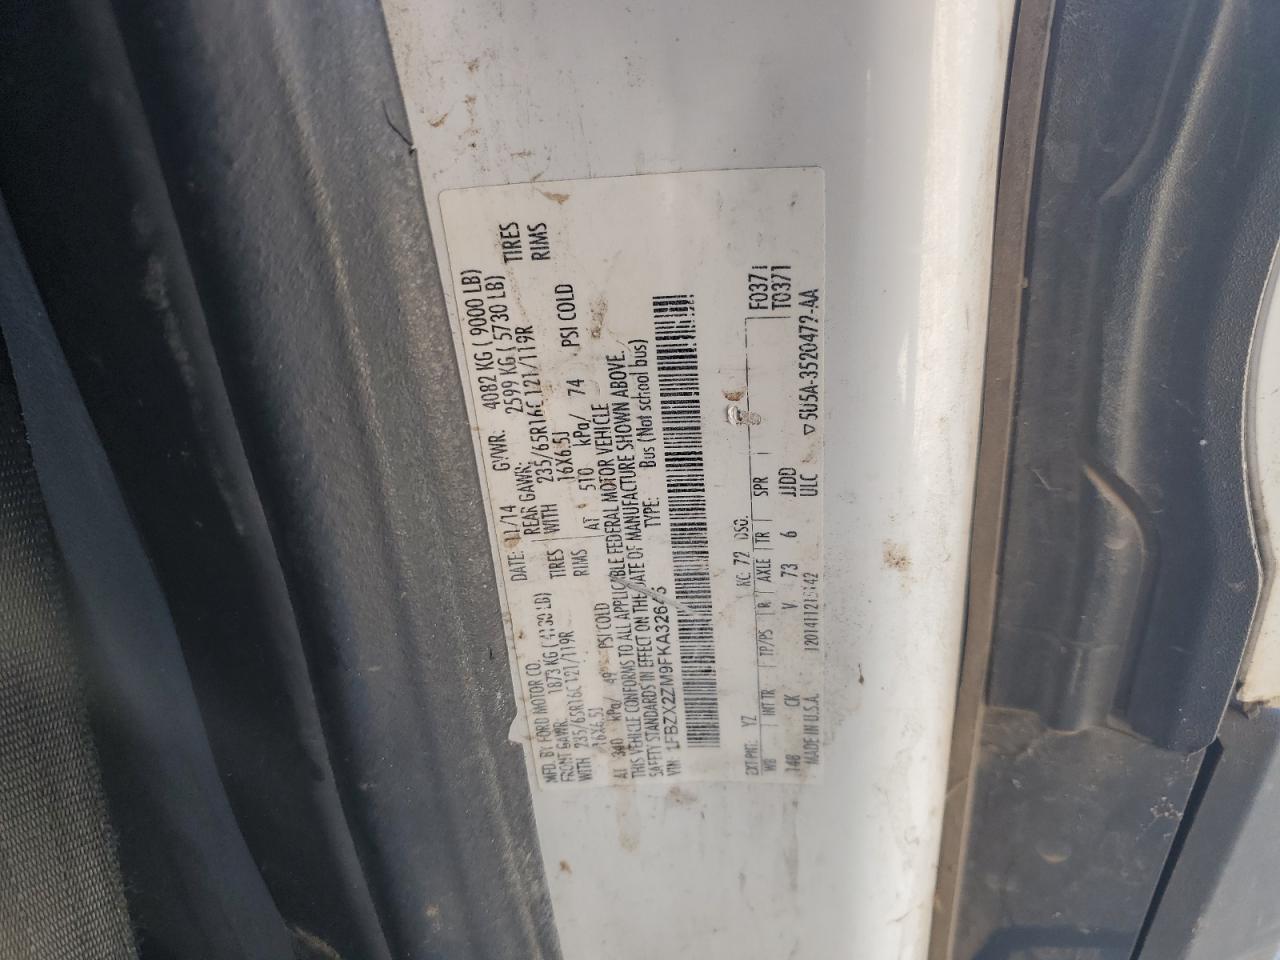 MFD. BY FORD MOTOR CO.
DATE: 11/14 GVWR: 4082 KG ( 9000 LB)
FRONT GAWR: 1873 KG ( 4130 LB) REAR GAWR: 2599 KG ( 5730 LB)
WITH 235/65R16C 121/119R TIRES WITH 235/65R16C 121/119R TIRES
16X6.5J RIMS 16X6.5J RIMS
AT 340 kPa/ 49 PSI COLD AT 510 kPa/ 74 PSI COLD
THIS VEHICLE CONFORMS TO ALL APPLICABLE FEDERAL MOTOR VEHICLE
SAFETY STANDARDS IN EFFECT ON THE DATE OF MANUFACTURE SHOWN ABOVE.
VIN: TYPE: Bus (Not school bus)
EXT PNT: YZ RC: 72 DSO: F0371
WB INT TR TP/PS R AXLE TR SPR T0371
148 CK V 73 6 JJDD
MADE IN U.S.A. ULC ▽ 5U5A-3520472-AA